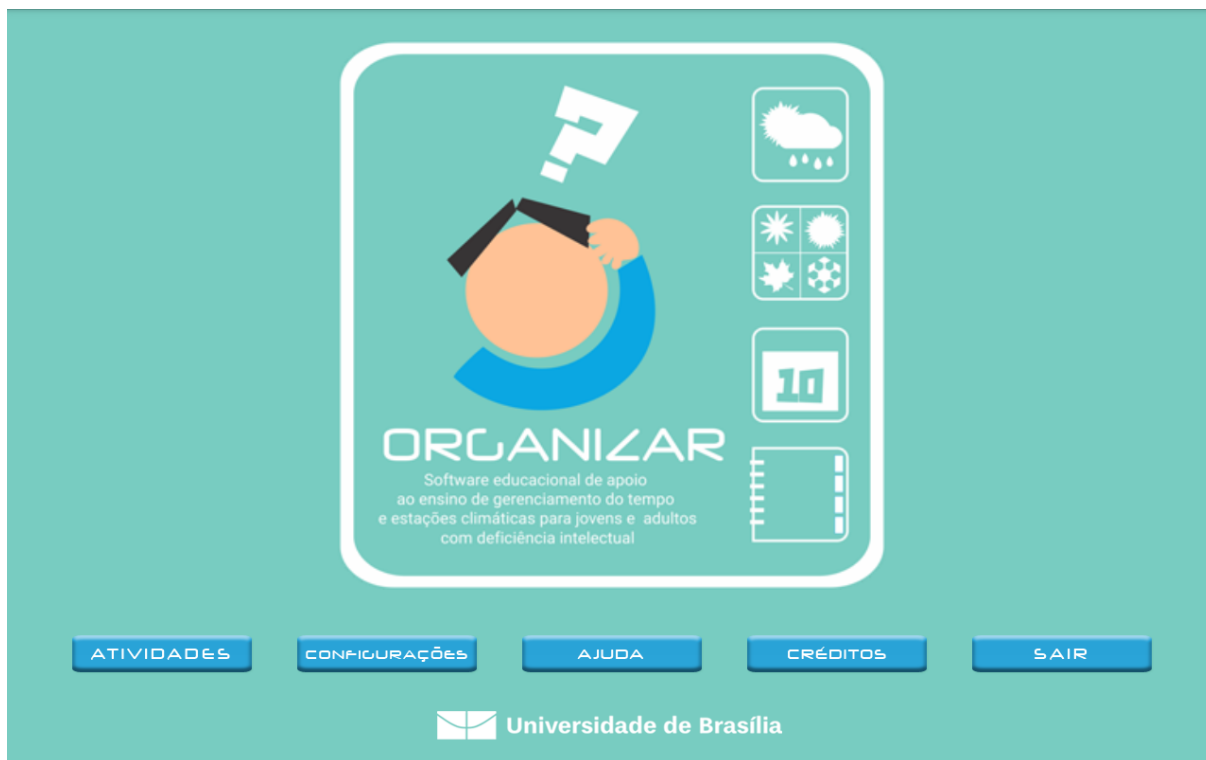 ?
10
ORGANIZAR
Software educacional de apoio
ao ensino de gerenciamento do tempo
e estações climáticas para jovens e adultos
com deficiência intelectual
ATIVIDADES
CONFIGURAÇÕES
AJUDA
CRÉDITOS
SAIR
Universidade de Brasília